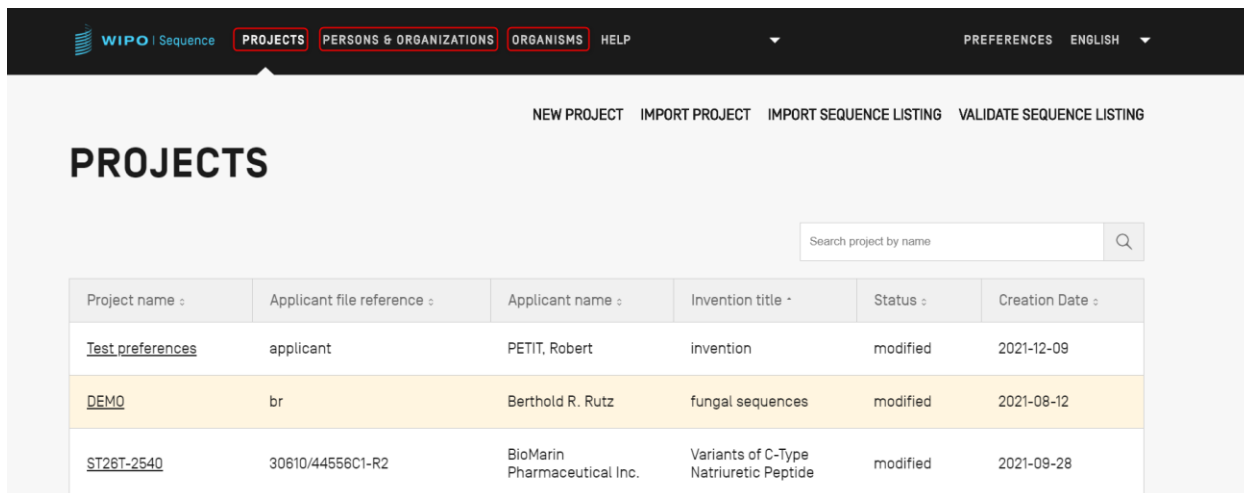 WIPO | Sequence PROJECTS PERSONS & ORGANIZATIONS ORGANISMS HELP PREFERENCES ENGLISH
NEW PROJECT IMPORT PROJECT IMPORT SEQUENCE LISTING VALIDATE SEQUENCE LISTING
PROJECTS
Search project by name
Project name Applicant file reference Applicant name Invention title Status Creation Date
Test preferences applicant PETIT, Robert invention modified 2021-12-09
DEMO br Berthold R. Rutz fungal sequences modified 2021-08-12
ST26T-2540 30610/44556C1-R2 BioMarin Pharmaceutical Inc. Variants of C-Type Natriuretic Peptide modified 2021-09-28